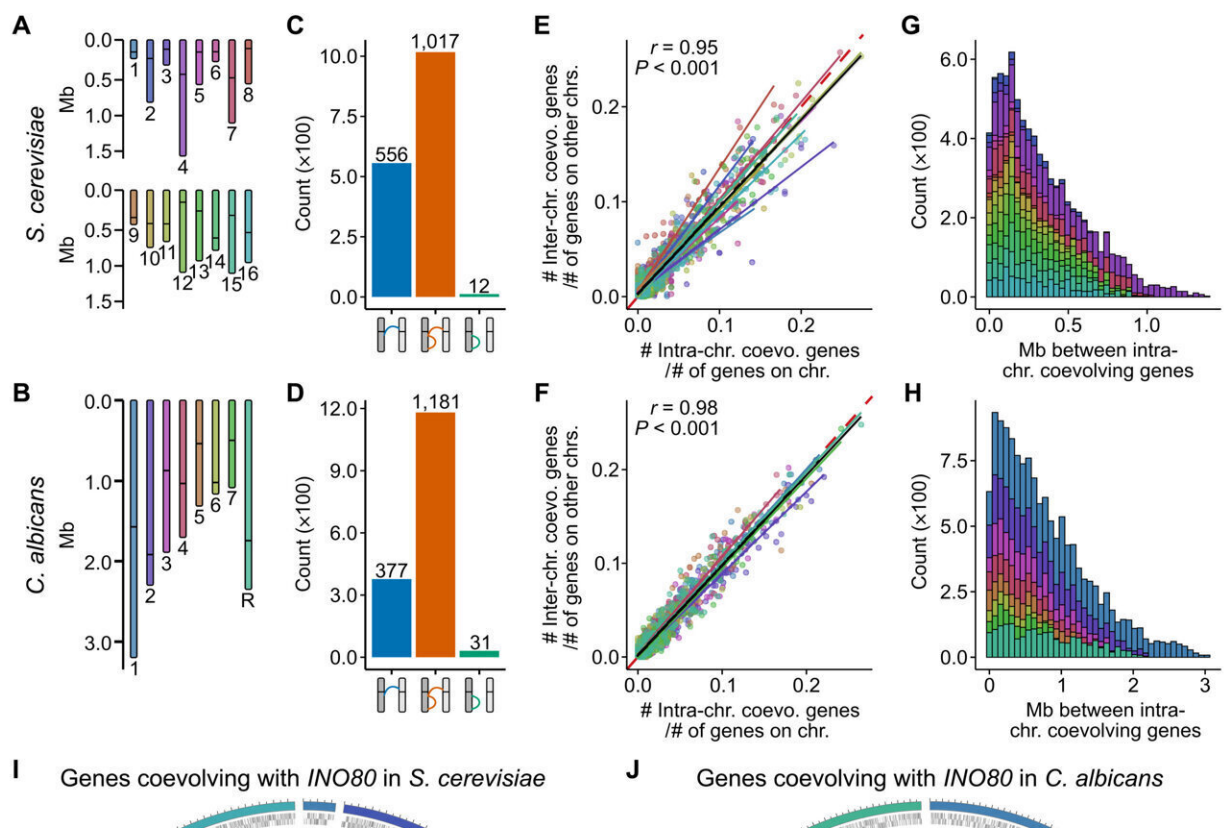 A
S. cerevisiae
Mb
0.0
0.5
1.0
1.5
1
2
3
4
5
6
7
8
Mb
0.0
0.5
1.0
1.5
9
10
11
12
13
14
15
16
C
Count (×100)
10.0
7.5
5.0
2.5
0.0
556
1,017
12
E
r = 0.95
P < 0.001
# Inter-chr. coevo. genes
/# of genes on other chrs.
0.2
0.1
0.0
0.0
0.1
0.2
# Intra-chr. coevo. genes
/# of genes on chr.
G
Count (×100)
6.0
4.0
2.0
0.0
0.0
0.5
1.0
Mb between intra-
chr. coevolving genes
B
C. albicans
Mb
0.0
1.0
2.0
3.0
1
2
3
4
5
6
7
R
D
Count (×100)
12.0
9.0
6.0
3.0
0.0
377
1,181
31
F
r = 0.98
P < 0.001
# Inter-chr. coevo. genes
/# of genes on other chrs.
0.2
0.1
0.0
0.0
0.1
0.2
# Intra-chr. coevo. genes
/# of genes on chr.
H
Count (×100)
7.5
5.0
2.5
0.0
0
1
2
3
Mb between intra-
chr. coevolving genes
I
Genes coevolving with INO80 in S. cerevisiae
J
Genes coevolving with INO80 in C. albicans